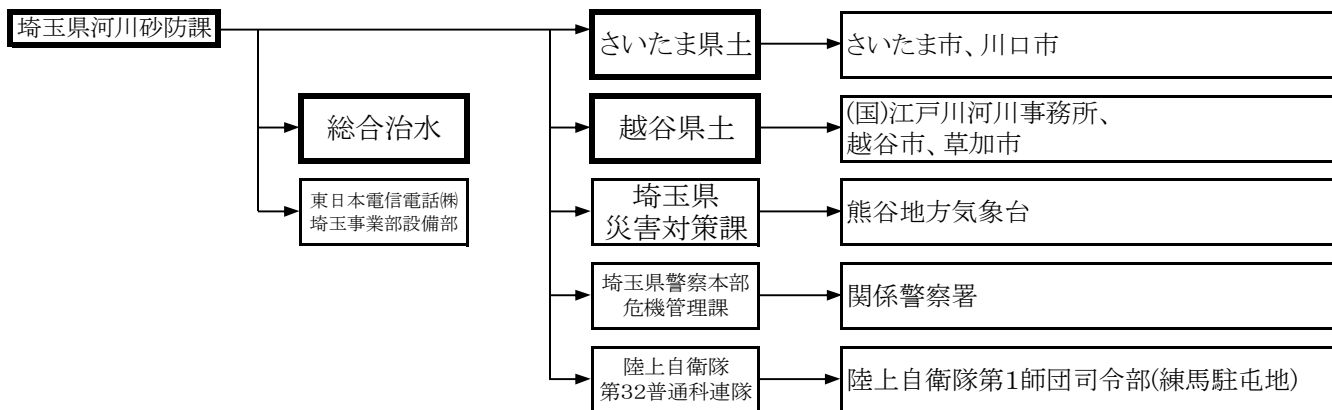 埼玉県河川砂防課
総合治水
東日本電信電話㈱
埼玉事業部設備部
さいたま県土
さいたま市、川口市
越谷県土
(国)江戸川河川事務所、
越谷市、草加市
埼玉県
災害対策課
熊谷地方気象台
埼玉県警察本部
危機管理課
関係警察署
陸上自衛隊
第32普通科連隊
陸上自衛隊第1師団司令部(練馬駐屯地)